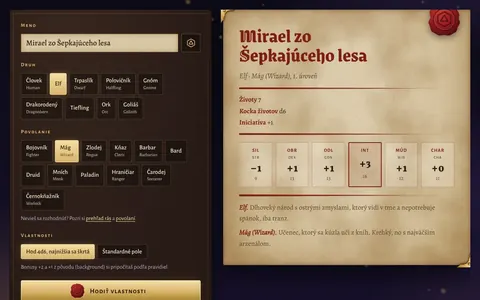 MENO
Mirael zo Šepkajúceho lesa
DRUH
Človek
Human
Elf
Trpaslík
Dwarf
Polovičník
Halfling
Gnóm
Gnome
Drakorodený
Dragonborn
Tiefling
Ork
Orc
Goliáš
Goliath
POVOLANIE
Bojovník
Fighter
Mág
Wizard
Zlodej
Rogue
Kňaz
Cleric
Barbar
Barbarian
Bard
Druid
Mních
Monk
Paladin
Hraničiar
Ranger
Čarodej
Sorcerer
Černokňažník
Warlock
Nevieš sa rozhodnúť? Pozri si prehľad rás a povolaní.
VLASTNOSTI
Hod 4d6, najnižšia sa škrtá
Štandardné pole
HODIŤ VLASTNOSTI
Mirael zo
Šepkajúceho lesa
Elf · Mág (Wizard), 1. úroveň
Životy 7
Kocka životov d6
Iniciatíva +1
SIL
OBR
ODL
INT
MÚD
CHAR
−1
+1
+1
+3
+1
+0
Elf. Dlhoveký národ s ostrými zmyslami, ktorý vidí v tme a nepotrebuje
spánok, iba tranz.
Mág (Wizard). Učenec, ktorý sa kúzla učí z kníh. Krehký, no s najväčším
arzenálom.